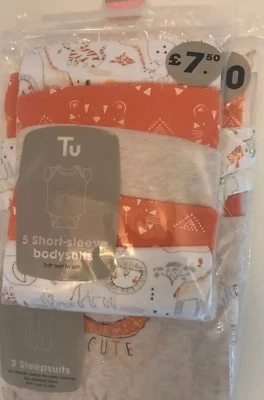 £7.50
0
Tu
5 Short-sleeve
bodysuits
Soft next to skin
CUTE
3 Sleepsuits